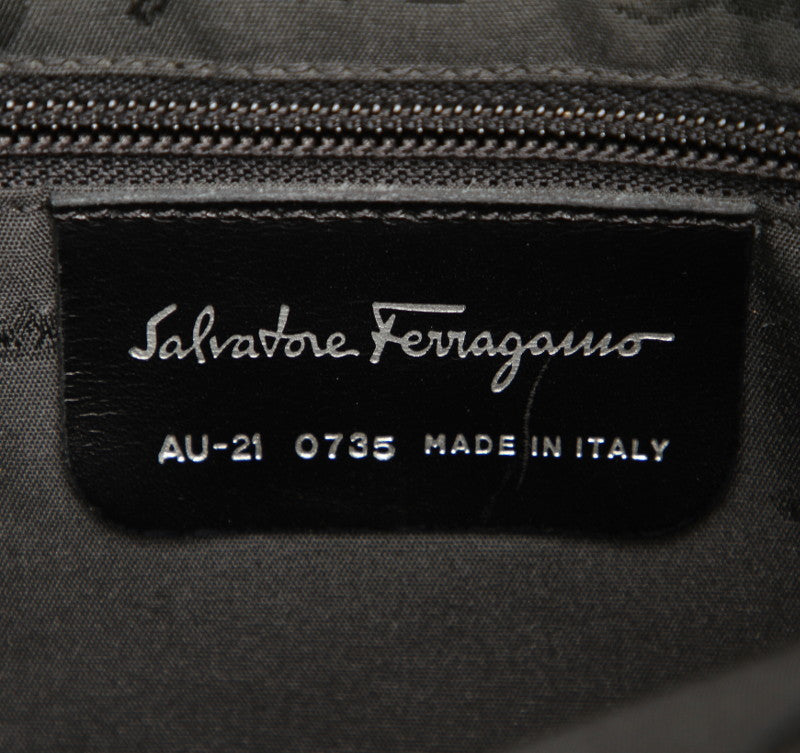 Salvatore Ferragamo
AU-21 0735 MADE IN ITALY